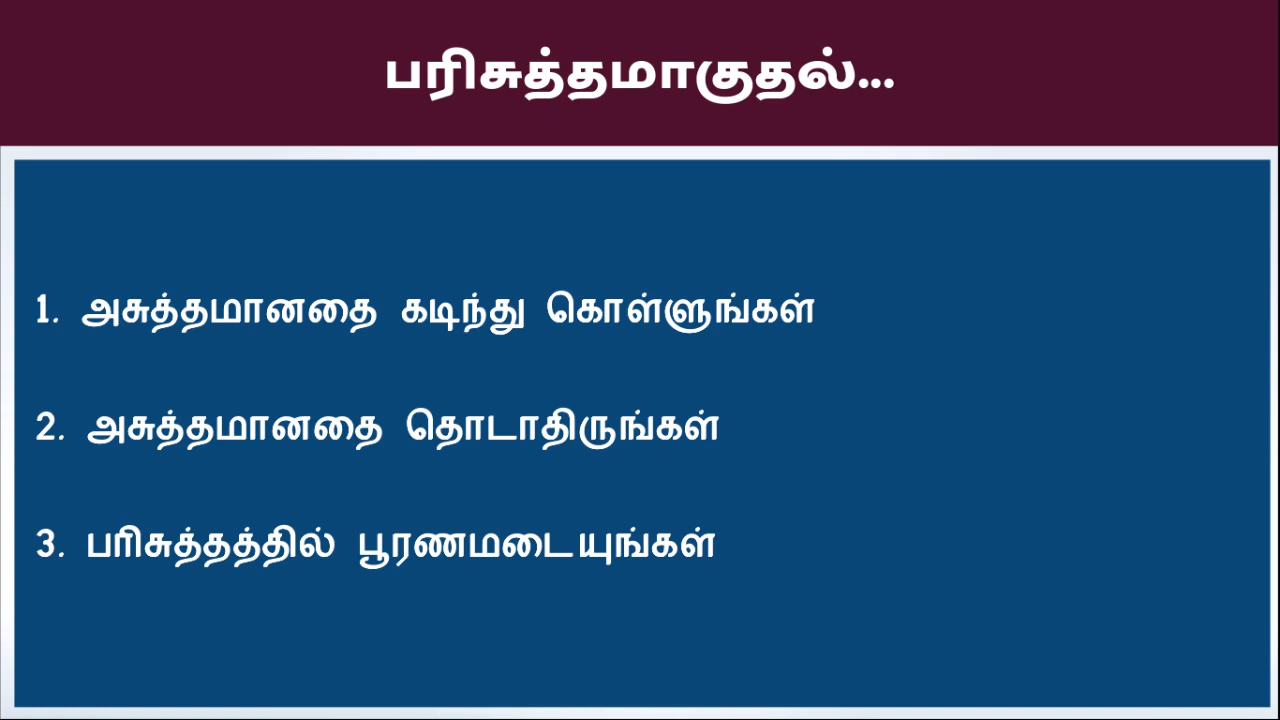 பரிசுத்தமாகுதல்...
1. அசுத்தமானதை கடிந்து கொள்ளுங்கள்
2. அசுத்தமானதை தொடாதிருங்கள்
3. பரிசுத்தத்தில் பூரணமடையுங்கள்